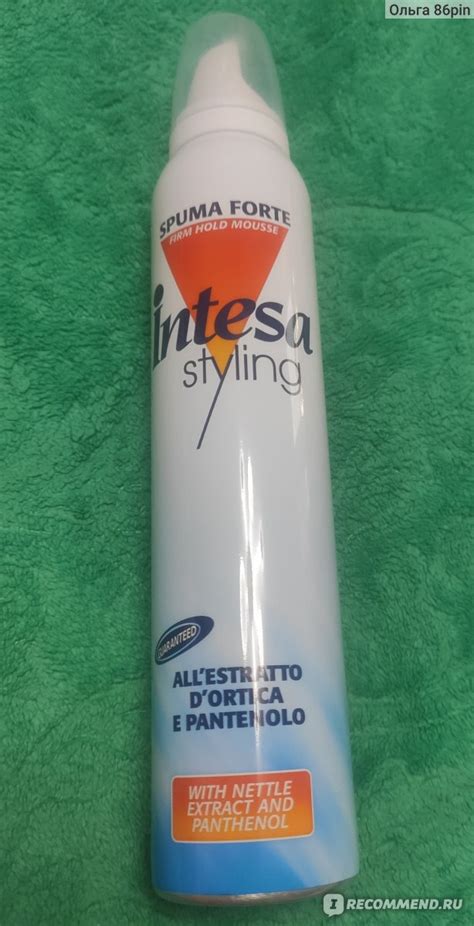 Ольга 86pin
SPUMA FORTE
FIRM HOLD MOUSSE
intesa
styling
GUARANTEED
ALL'ESTRATTO
D'ORTICA
E PANTENOLO
WITH NETTLE
EXTRACT AND
PANTHENOL
I RECOMMEND.RU